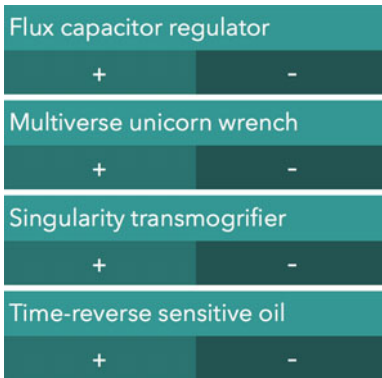 Flux capacitor regulator
+ -
Multiverse unicorn wrench
+ -
Singularity transmogrifier
+ -
Time-reverse sensitive oil
+ -